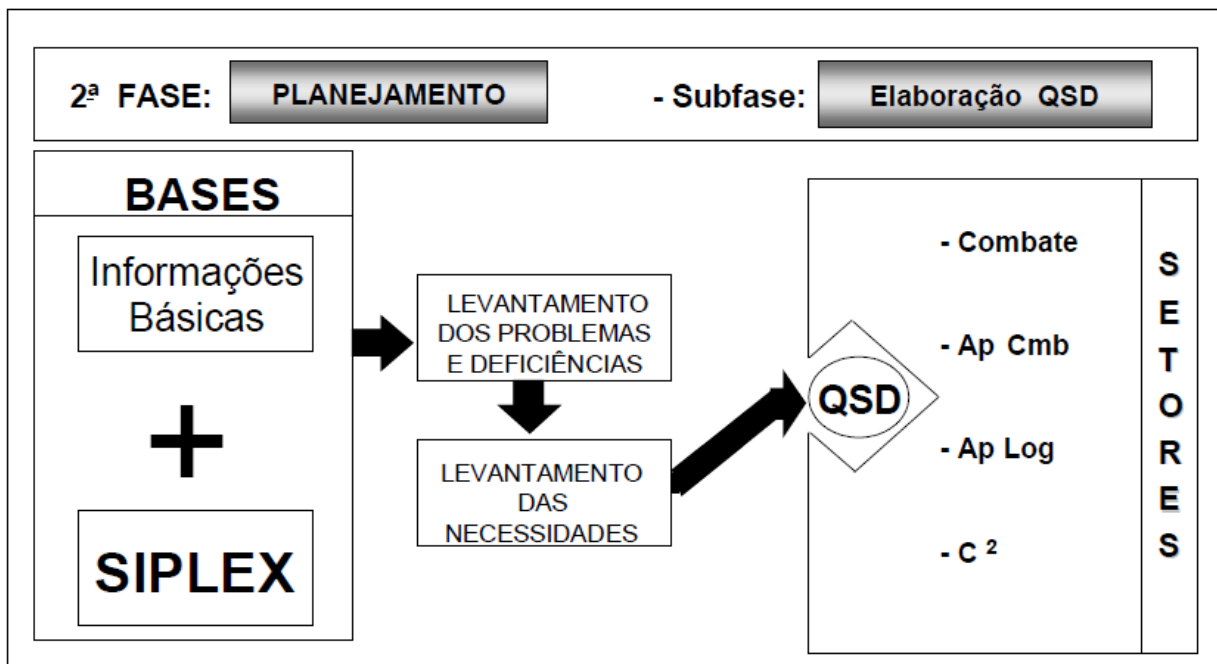 2ª FASE: PLANEJAMENTO - Subfase: Elaboração QSD
BASES
Informações
Básicas
+
SIPLEX
LEVANTAMENTO
DOS PROBLEMAS
E DEFICIÊNCIAS
LEVANTAMENTO
DAS
NECESSIDADES
QSD
- Combate
- Ap Cmb
- Ap Log
- C ²
S
E
T
O
R
E
S